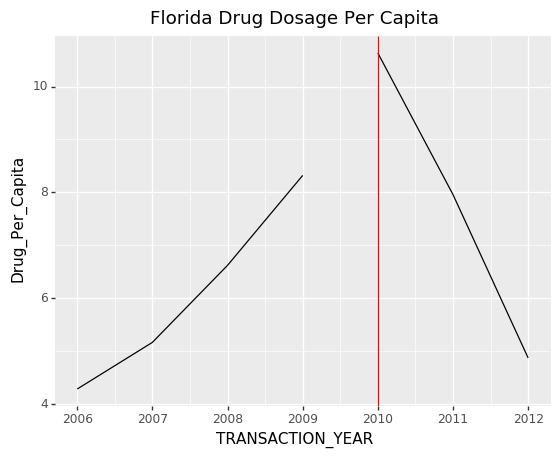 Florida Drug Dosage Per Capita
10
8
6
4
Drug_Per_Capita
2006 2007 2008 2009 2010 2011 2012
TRANSACTION_YEAR